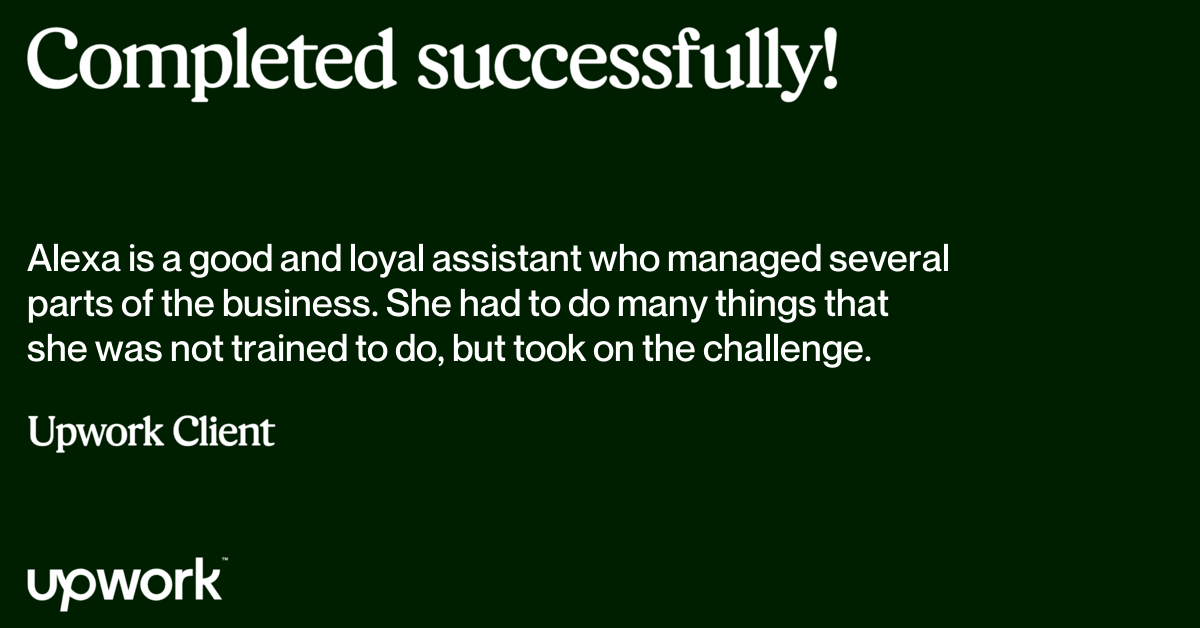 Completed successfully!
Alexa is a good and loyal assistant who managed several
parts of the business. She had to do many things that
she was not trained to do, but took on the challenge.
Upwork Client
upwork™